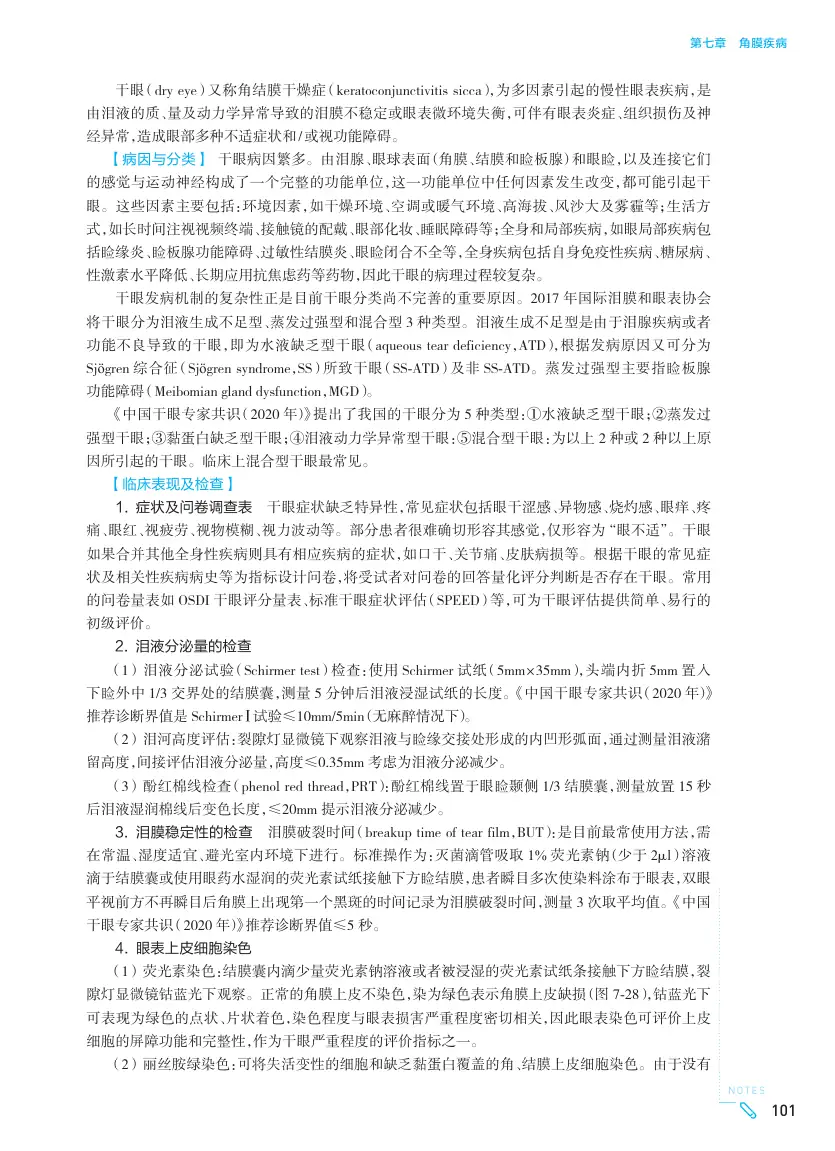 第七章 角膜疾病
干眼(dry eye)又称角结膜干燥症(keratoconjunctivitis sicca),为多因素引起的慢性眼表疾病,是
由泪液的质、量及动力学异常导致的泪膜不稳定或眼表微环境失衡,可伴有眼表炎症、组织损伤及神
经异常,造成眼部多种不适症状和/或视功能障碍。
【病因与分类】 干眼病因繁多。由泪腺、眼球表面(角膜、结膜和睑板腺)和眼睑,以及连接它们
的感觉与运动神经构成了一个完整的功能单位,这一功能单位中任何因素发生改变,都可能引起干
眼。这些因素主要包括:环境因素,如干燥环境、空调或暖气环境、高海拔、风沙大及雾霾等;生活方
式,如长时间注视视频终端、接触镜的配戴、眼部化妆、睡眠障碍等;全身和局部疾病,如眼局部疾病包
括睑缘炎、睑板腺功能障碍、过敏性结膜炎、眼睑闭合不全等,全身疾病包括自身免疫性疾病、糖尿病、
性激素水平降低、长期应用抗焦虑药等药物,因此干眼的病理过程较复杂。
干眼发病机制的复杂性正是目前干眼分类尚不完善的重要原因。2017 年国际泪膜和眼表协会
将干眼分为泪液生成不足型、蒸发过强型和混合型 3 种类型。泪液生成不足型是由于泪腺疾病或者
功能不良导致的干眼,即为水液缺乏型干眼(aqueous tear deficiency,ATD),根据发病原因又可分为
Sjögren 综合征(Sjögren syndrome,SS)所致干眼(SS-ATD)及非 SS-ATD。蒸发过强型主要指睑板腺
功能障碍(Meibomian gland dysfunction,MGD)。
《中国干眼专家共识(2020 年)》提出了我国的干眼分为 5 种类型:①水液缺乏型干眼;②蒸发过
强型干眼;③黏蛋白缺乏型干眼;④泪液动力学异常型干眼:⑤混合型干眼:为以上 2 种或 2 种以上原
因所引起的干眼。临床上混合型干眼最常见。
【临床表现及检查】
1. 症状及问卷调查表 干眼症状缺乏特异性,常见症状包括眼干涩感、异物感、烧灼感、眼痒、疼
痛、眼红、视疲劳、视物模糊、视力波动等。部分患者很难确切形容其感觉,仅形容为“眼不适”。干眼
如果合并其他全身性疾病则具有相应疾病的症状,如口干、关节痛、皮肤病损等。根据干眼的常见症
状及相关性疾病病史等为指标设计问卷,将受试者对问卷的回答量化评分判断是否存在干眼。常用
的问卷量表如 OSDI 干眼评分量表、标准干眼症状评估(SPEED)等,可为干眼评估提供简单、易行的
初级评价。
2. 泪液分泌量的检查
(1)泪液分泌试验(Schirmer test)检查:使用 Schirmer 试纸(5mm×35mm),头端内折 5mm 置入
下睑外中 1/3 交界处的结膜囊,测量 5 分钟后泪液浸湿试纸的长度。《中国干眼专家共识(2020 年)》
推荐诊断界值是 SchirmerⅠ试验≤10mm/5min(无麻醉情况下)。
(2)泪河高度评估:裂隙灯显微镜下观察泪液与睑缘交接处形成的内凹形弧面,通过测量泪液潴
留高度,间接评估泪液分泌量,高度≤0.35mm 考虑为泪液分泌减少。
(3)酚红棉线检查(phenol red thread,PRT):酚红棉线置于眼睑颞侧 1/3 结膜囊,测量放置 15 秒
后泪液湿润棉线后变色长度,≤20mm 提示泪液分泌减少。
3. 泪膜稳定性的检查 泪膜破裂时间(breakup time of tear film,BUT):是目前最常使用方法,需
在常温、湿度适宜、避光室内环境下进行。标准操作为:灭菌滴管吸取 1% 荧光素钠(少于 2μl)溶液
滴于结膜囊或使用眼药水湿润的荧光素试纸接触下方睑结膜,患者瞬目多次使染料涂布于眼表,双眼
平视前方不再瞬目后角膜上出现第一个黑斑的时间记录为泪膜破裂时间,测量 3 次取平均值。《中国
干眼专家共识(2020 年)》推荐诊断界值≤5 秒。
4. 眼表上皮细胞染色
(1)荧光素染色:结膜囊内滴少量荧光素钠溶液或者被浸湿的荧光素试纸条接触下方睑结膜,裂
隙灯显微镜钴蓝光下观察。正常的角膜上皮不染色,染为绿色表示角膜上皮缺损(图 7-28),钴蓝光下
可表现为绿色的点状、片状着色,染色程度与眼表损害严重程度密切相关,因此眼表染色可评价上皮
细胞的屏障功能和完整性,作为干眼严重程度的评价指标之一。
(2)丽丝胺绿染色:可将失活变性的细胞和缺乏黏蛋白覆盖的角、结膜上皮细胞染色。由于没有
NOTES
101